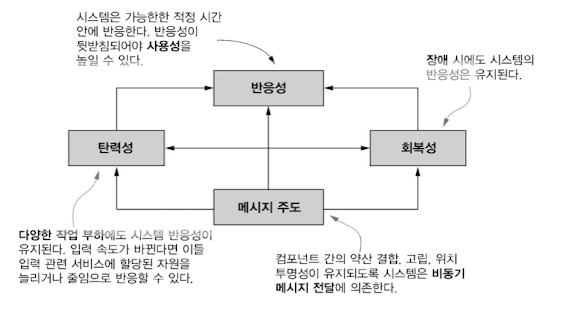 시스템은 가능한한 적정 시간
안에 반응한다. 반응성이
뒷받침되어야 사용성을
높일 수 있다.
장애 시에도 시스템의
반응성은 유지된다.
반응성
탄력성
회복성
메시지 주도
다양한 작업 부하에도 시스템 반응성이
유지된다. 입력 속도가 바뀐다면 이들
입력 관련 서비스에 할당된 자원을
늘리거나 줄임으로 반응할 수 있다.
컴포넌트 간의 약산 결합, 고립, 위치
투명성이 유지되도록 시스템은 비동기
메시지 전달에 의존한다.